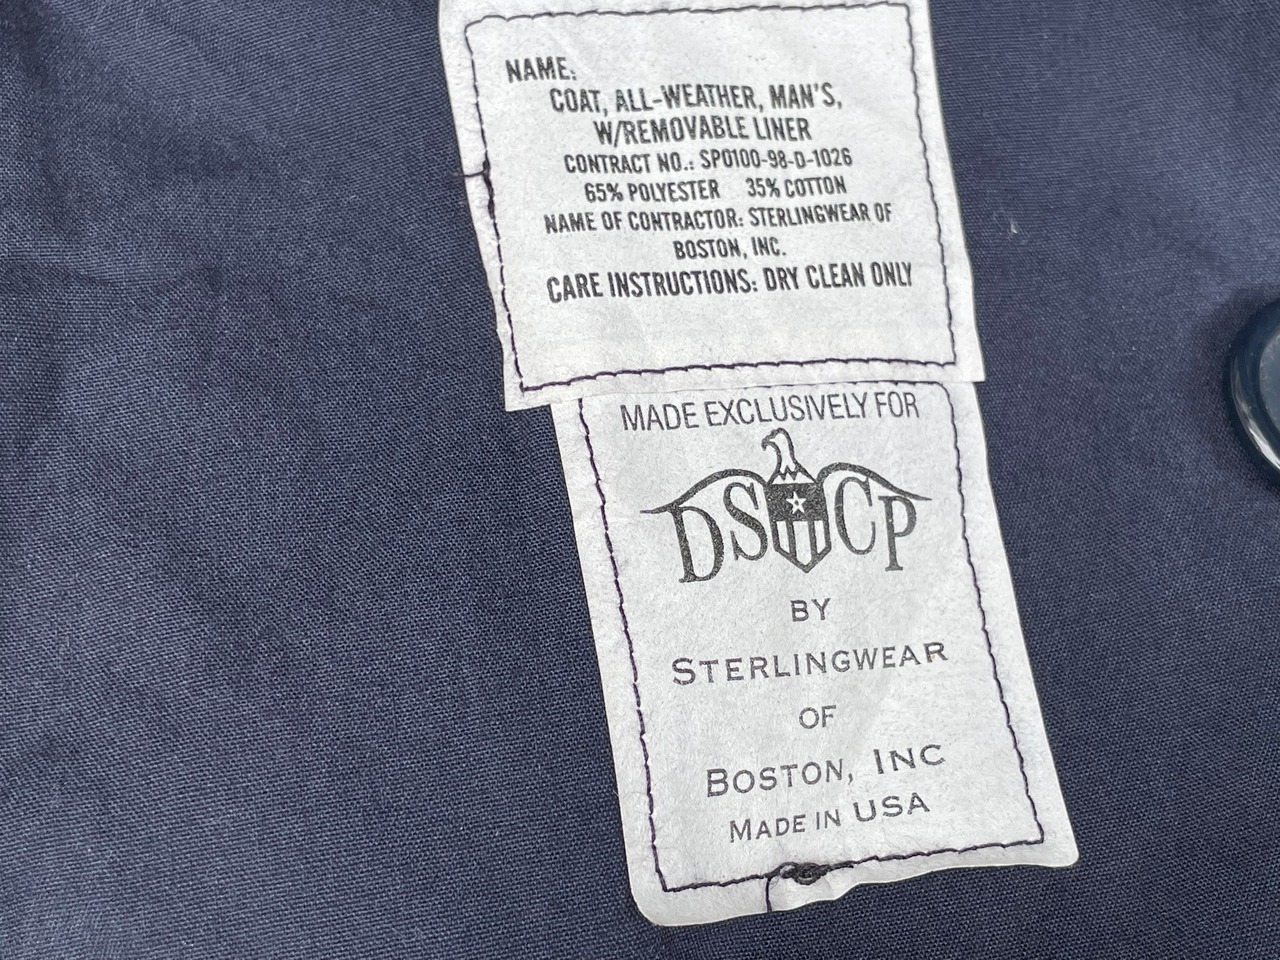 NAME:
COAT, ALL-WEATHER, MAN'S,
W/REMOVABLE LINER
CONTRACT NO.: SPO100-98-D-1026
65% POLYESTER 35% COTTON
NAME OF CONTRACTOR: STERLINGWEAR OF
BOSTON, INC.
CARE INSTRUCTIONS: DRY CLEAN ONLY
MADE EXCLUSIVELY FOR
DSCP
BY
STERLINGWEAR
OF
BOSTON, INC
MADE IN USA